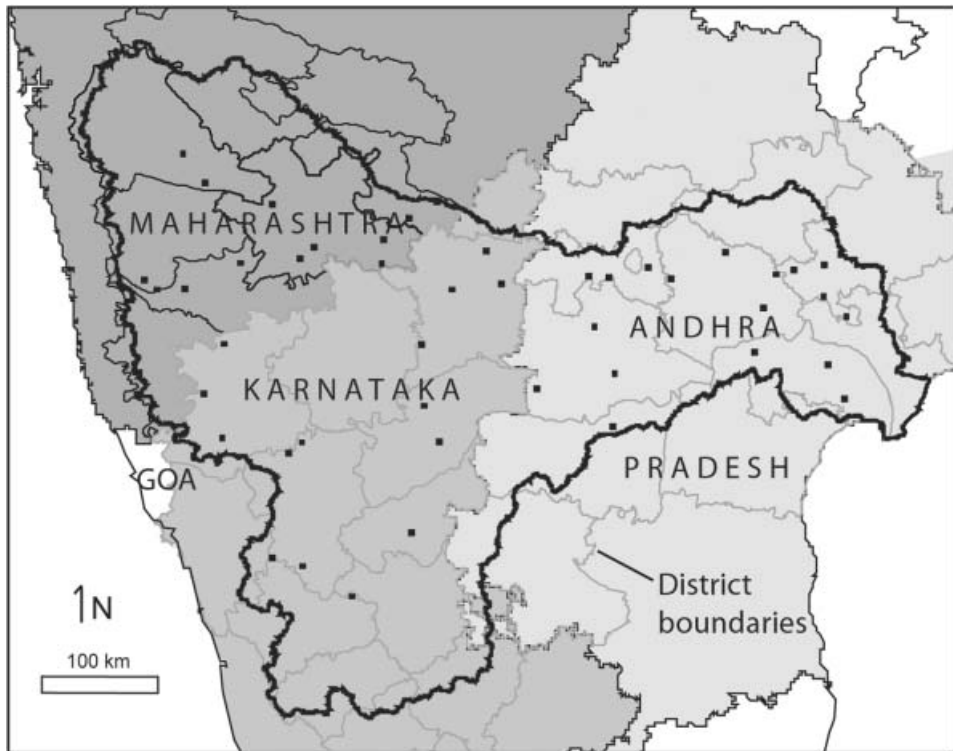 MAHARASHTRA
ANDHRA
KARNATAKA
PRADESH
GOA
District
boundaries
N
100 km